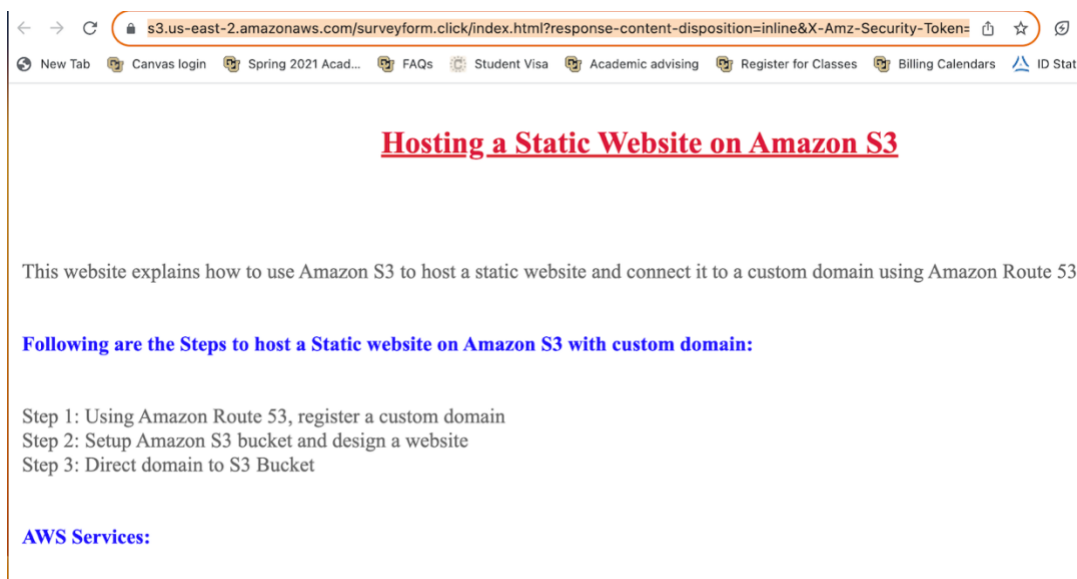 s3.us-east-2.amazonaws.com/surveyform.click/index.html?response-content-disposition=inline&X-Amz-Security-Token=
New Tab Canvas login Spring 2021 Acad... FAQs Student Visa Academic advising Register for Classes Billing Calendars ID Stat
Hosting a Static Website on Amazon S3
This website explains how to use Amazon S3 to host a static website and connect it to a custom domain using Amazon Route 53
Following are the Steps to host a Static website on Amazon S3 with custom domain:
Step 1: Using Amazon Route 53, register a custom domain
Step 2: Setup Amazon S3 bucket and design a website
Step 3: Direct domain to S3 Bucket
AWS Services: